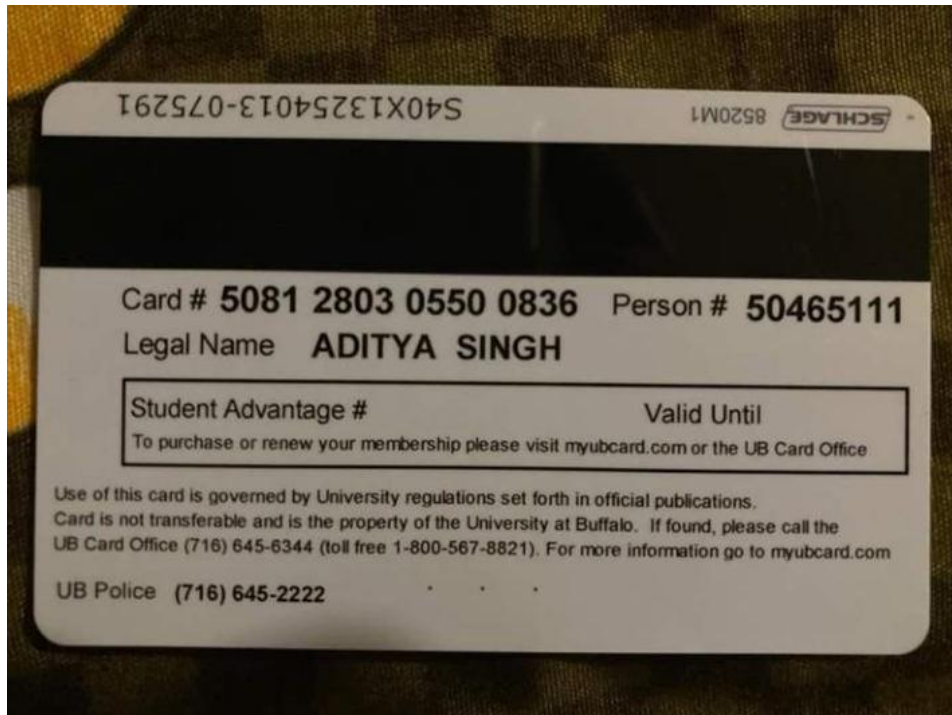 S40X13254013-075291 8520M1 SCHLAGE
Card # 5081 2803 0550 0836 Person # 50465111
Legal Name ADITYA SINGH
Student Advantage # Valid Until
To purchase or renew your membership please visit myubcard.com or the UB Card Office
Use of this card is governed by University regulations set forth in official publications.
Card is not transferable and is the property of the University at Buffalo. If found, please call the
UB Card Office (716) 645-6344 (toll free 1-800-567-8821). For more information go to myubcard.com
UB Police (716) 645-2222